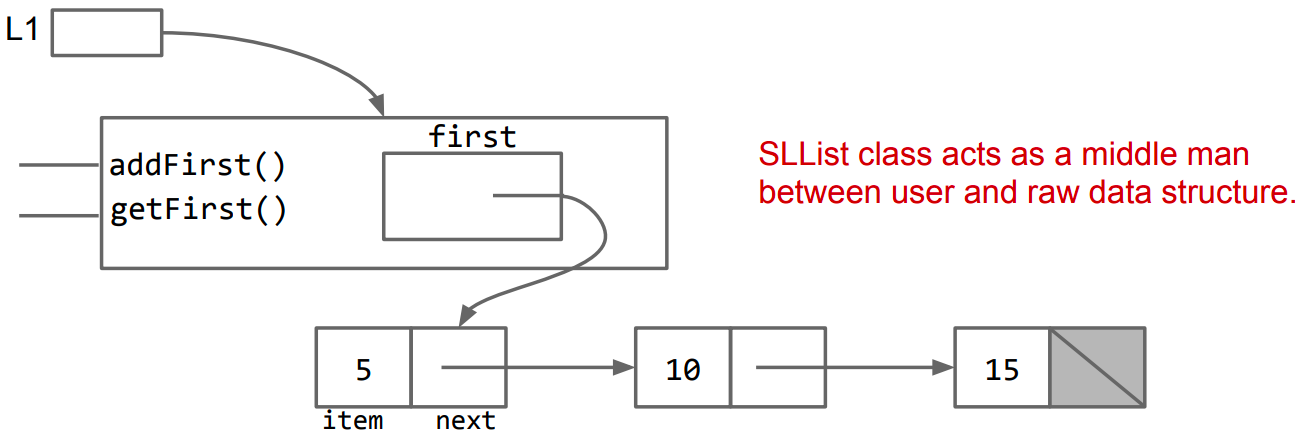 L1
first
addFirst()
getFirst()
SLList class acts as a middle man
between user and raw data structure.
5
10
15
item
next